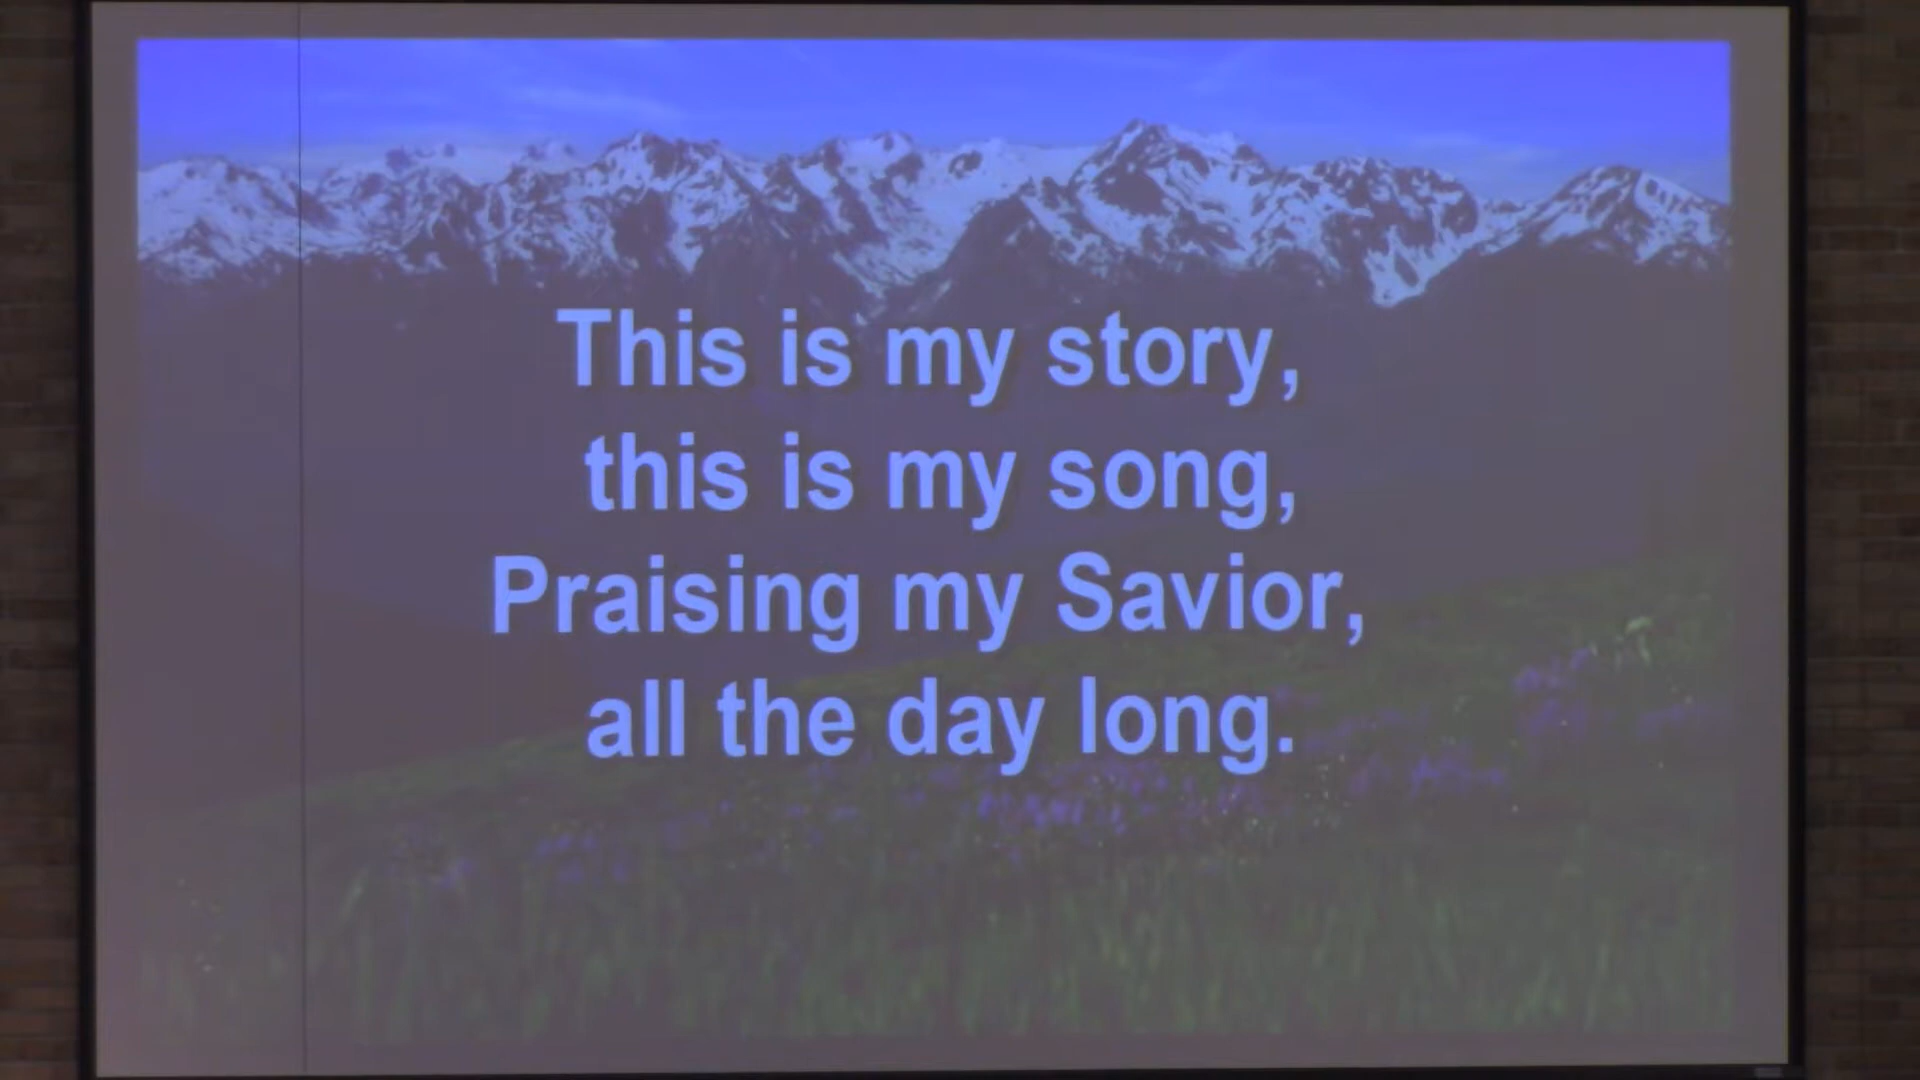 This is my story,
this is my song,
Praising my Savior,
all the day long.